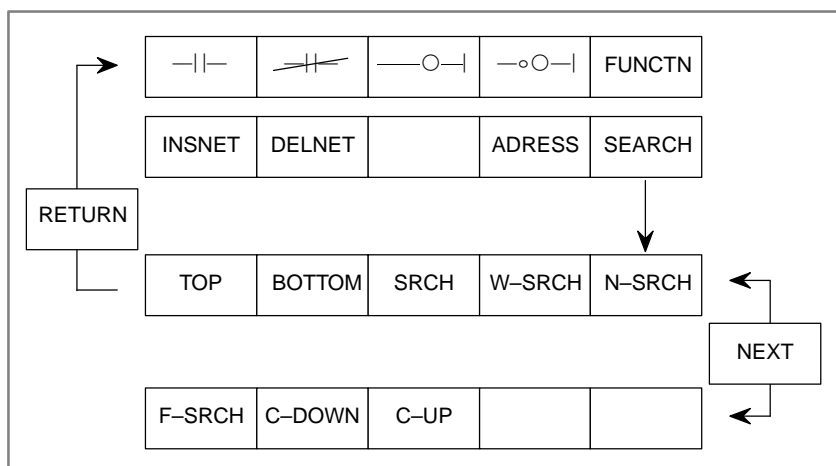 FUNCTN
INSNET DELNET ADRESS SEARCH
RETURN
TOP BOTTOM SRCH W–SRCH N–SRCH
NEXT
F–SRCH C–DOWN C–UP